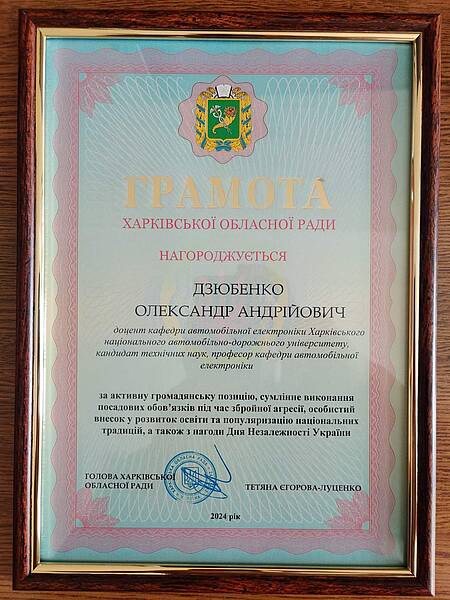 ГРАМОТА
ХАРКІВСЬКОЇ ОБЛАСНОЇ РАДИ
НАГОРОДЖУЄТЬСЯ
ДЗЮБЕНКО
ОЛЕКСАНДР АНДРІЙОВИЧ
доцент кафедри автомобільної електроніки Харківського
національного автомобільно-дорожнього університету,
кандидат технічних наук, професор кафедри автомобільної
електроніки
за активну громадянську позицію, сумлінне виконання
посадових обов'язків під час збройної агресії, особистий
внесок у розвиток освіти та популяризацію національних
традицій, а також з нагоди Дня Незалежності України
ГОЛОВА ХАРКІВСЬКОЇ
ОБЛАСНОЇ РАДИ
ТЕТЯНА ЄГОРОВА-ЛУЦЕНКО
2024 рік